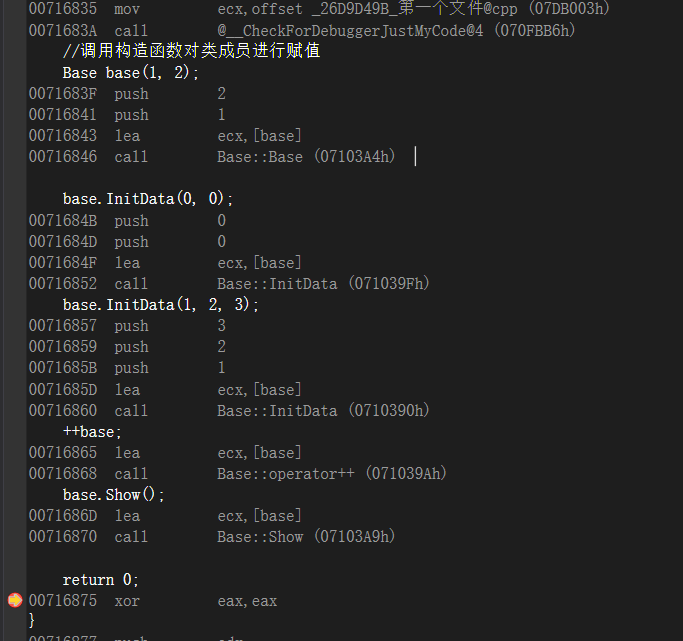 00716835 mov ecx,offset _26D9D49B_第一个文件@cpp (07DB003h)
0071683A call @__CheckForDebuggerJustMyCode@4 (070FBB6h)
//调用构造函数对类成员进行赋值
Base base(1, 2);
0071683F push 2
00716841 push 1
00716843 lea ecx,[base]
00716846 call Base::Base (07103A4h)
base.InitData(0, 0);
0071684B push 0
0071684D push 0
0071684F lea ecx,[base]
00716852 call Base::InitData (071039Fh)
base.InitData(1, 2, 3);
00716857 push 3
00716859 push 2
0071685B push 1
0071685D lea ecx,[base]
00716860 call Base::InitData (0710390h)
++base;
00716865 lea ecx,[base]
00716868 call Base::operator++ (071039Ah)
base.Show();
0071686D lea ecx,[base]
00716870 call Base::Show (07103A9h)
return 0;
00716875 xor eax,eax
}